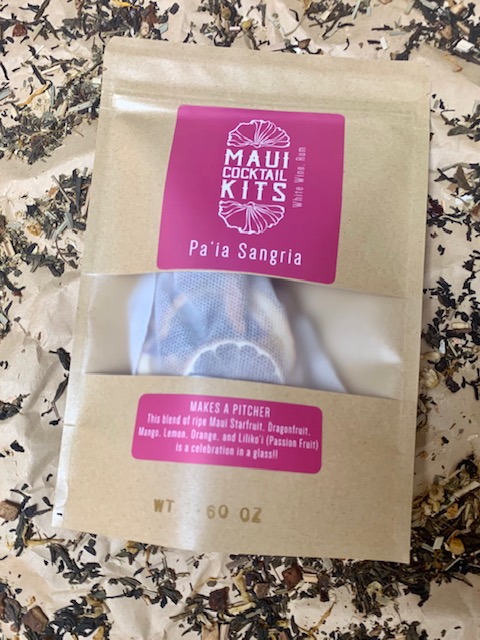 MAUI
COCKTAIL
KITS
White Wine, Rum
Pa'ia Sangria
MAKES A PITCHER
This blend of ripe Maui Starfruit, Dragonfruit,
Mango, Lemon, Orange, and Liliko'i (Passion Fruit)
is a celebration in a glass!!
WT .60 OZ